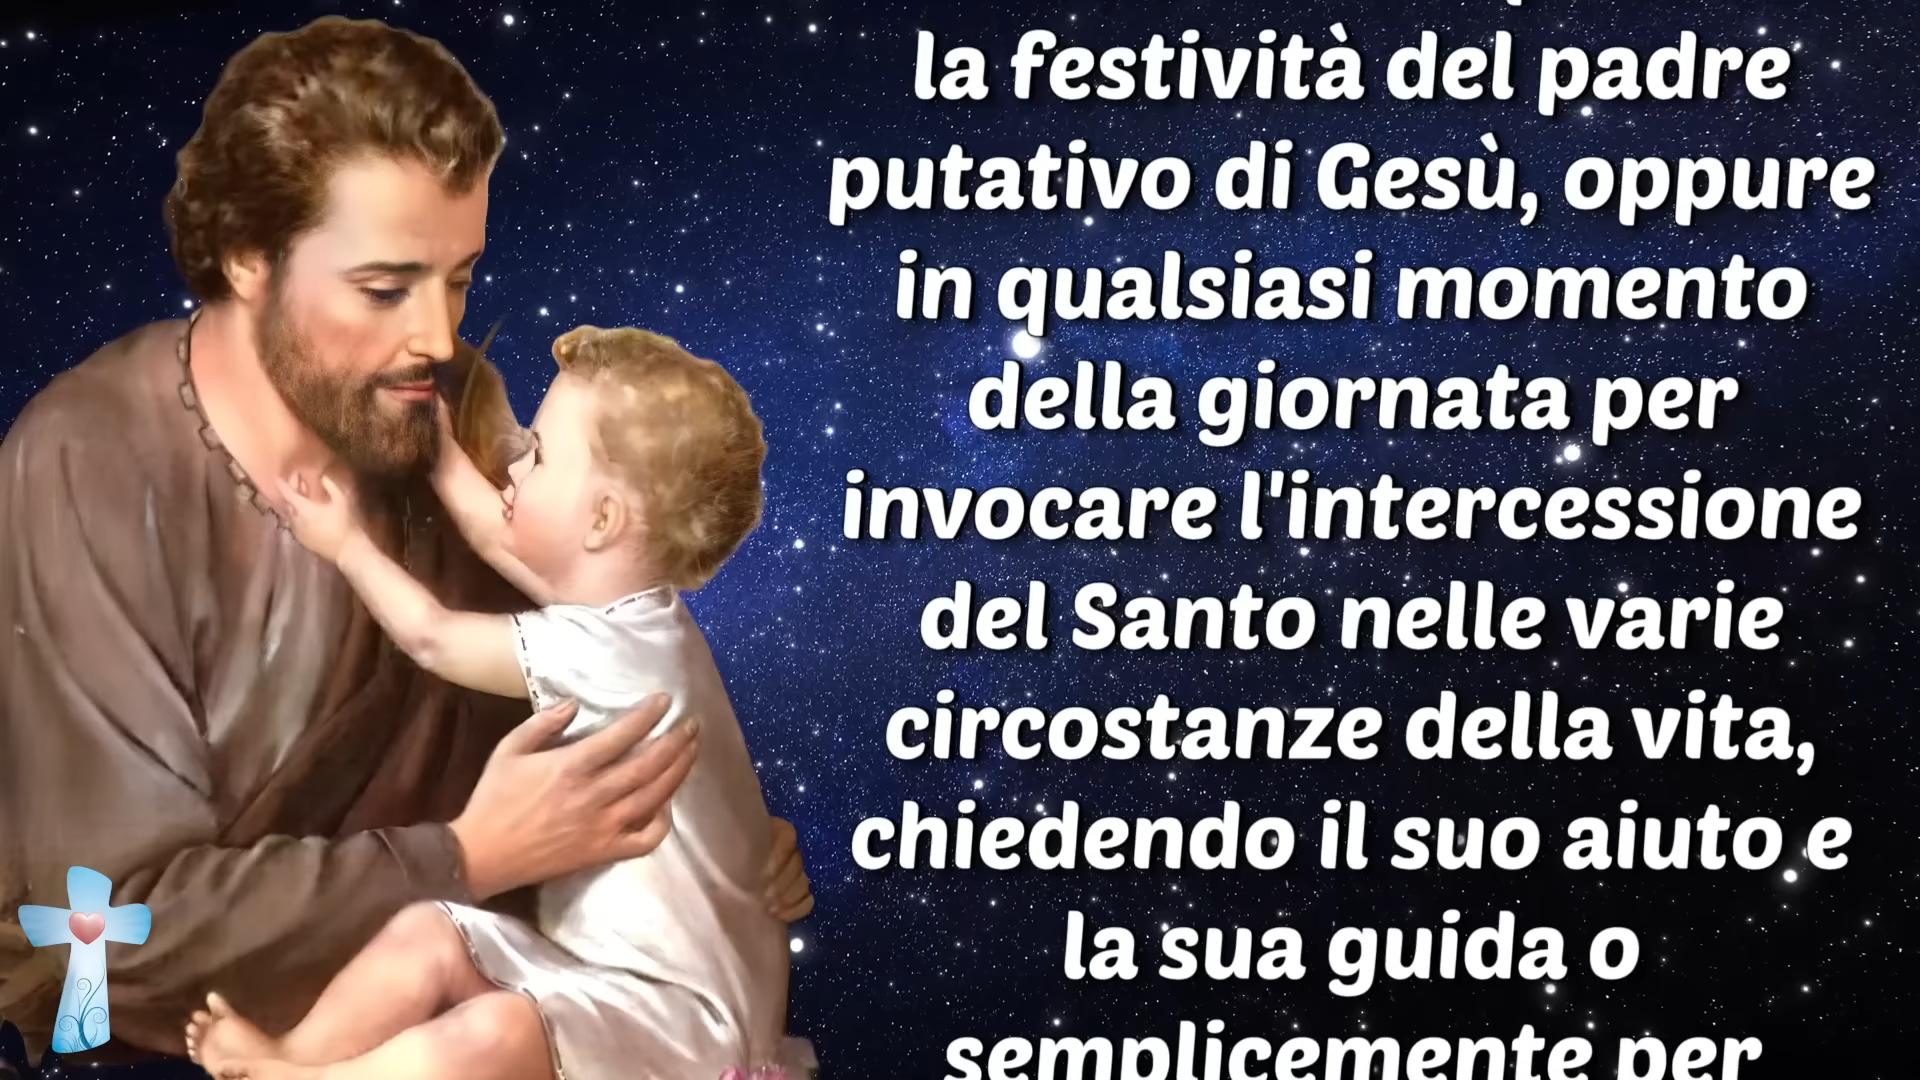 la festività del padre
putativo di Gesù, oppure
in qualsiasi momento
della giornata per
invocare l'intercessione
del Santo nelle varie
circostanze della vita,
chiedendo il suo aiuto e
la sua guida o
semplicemente per